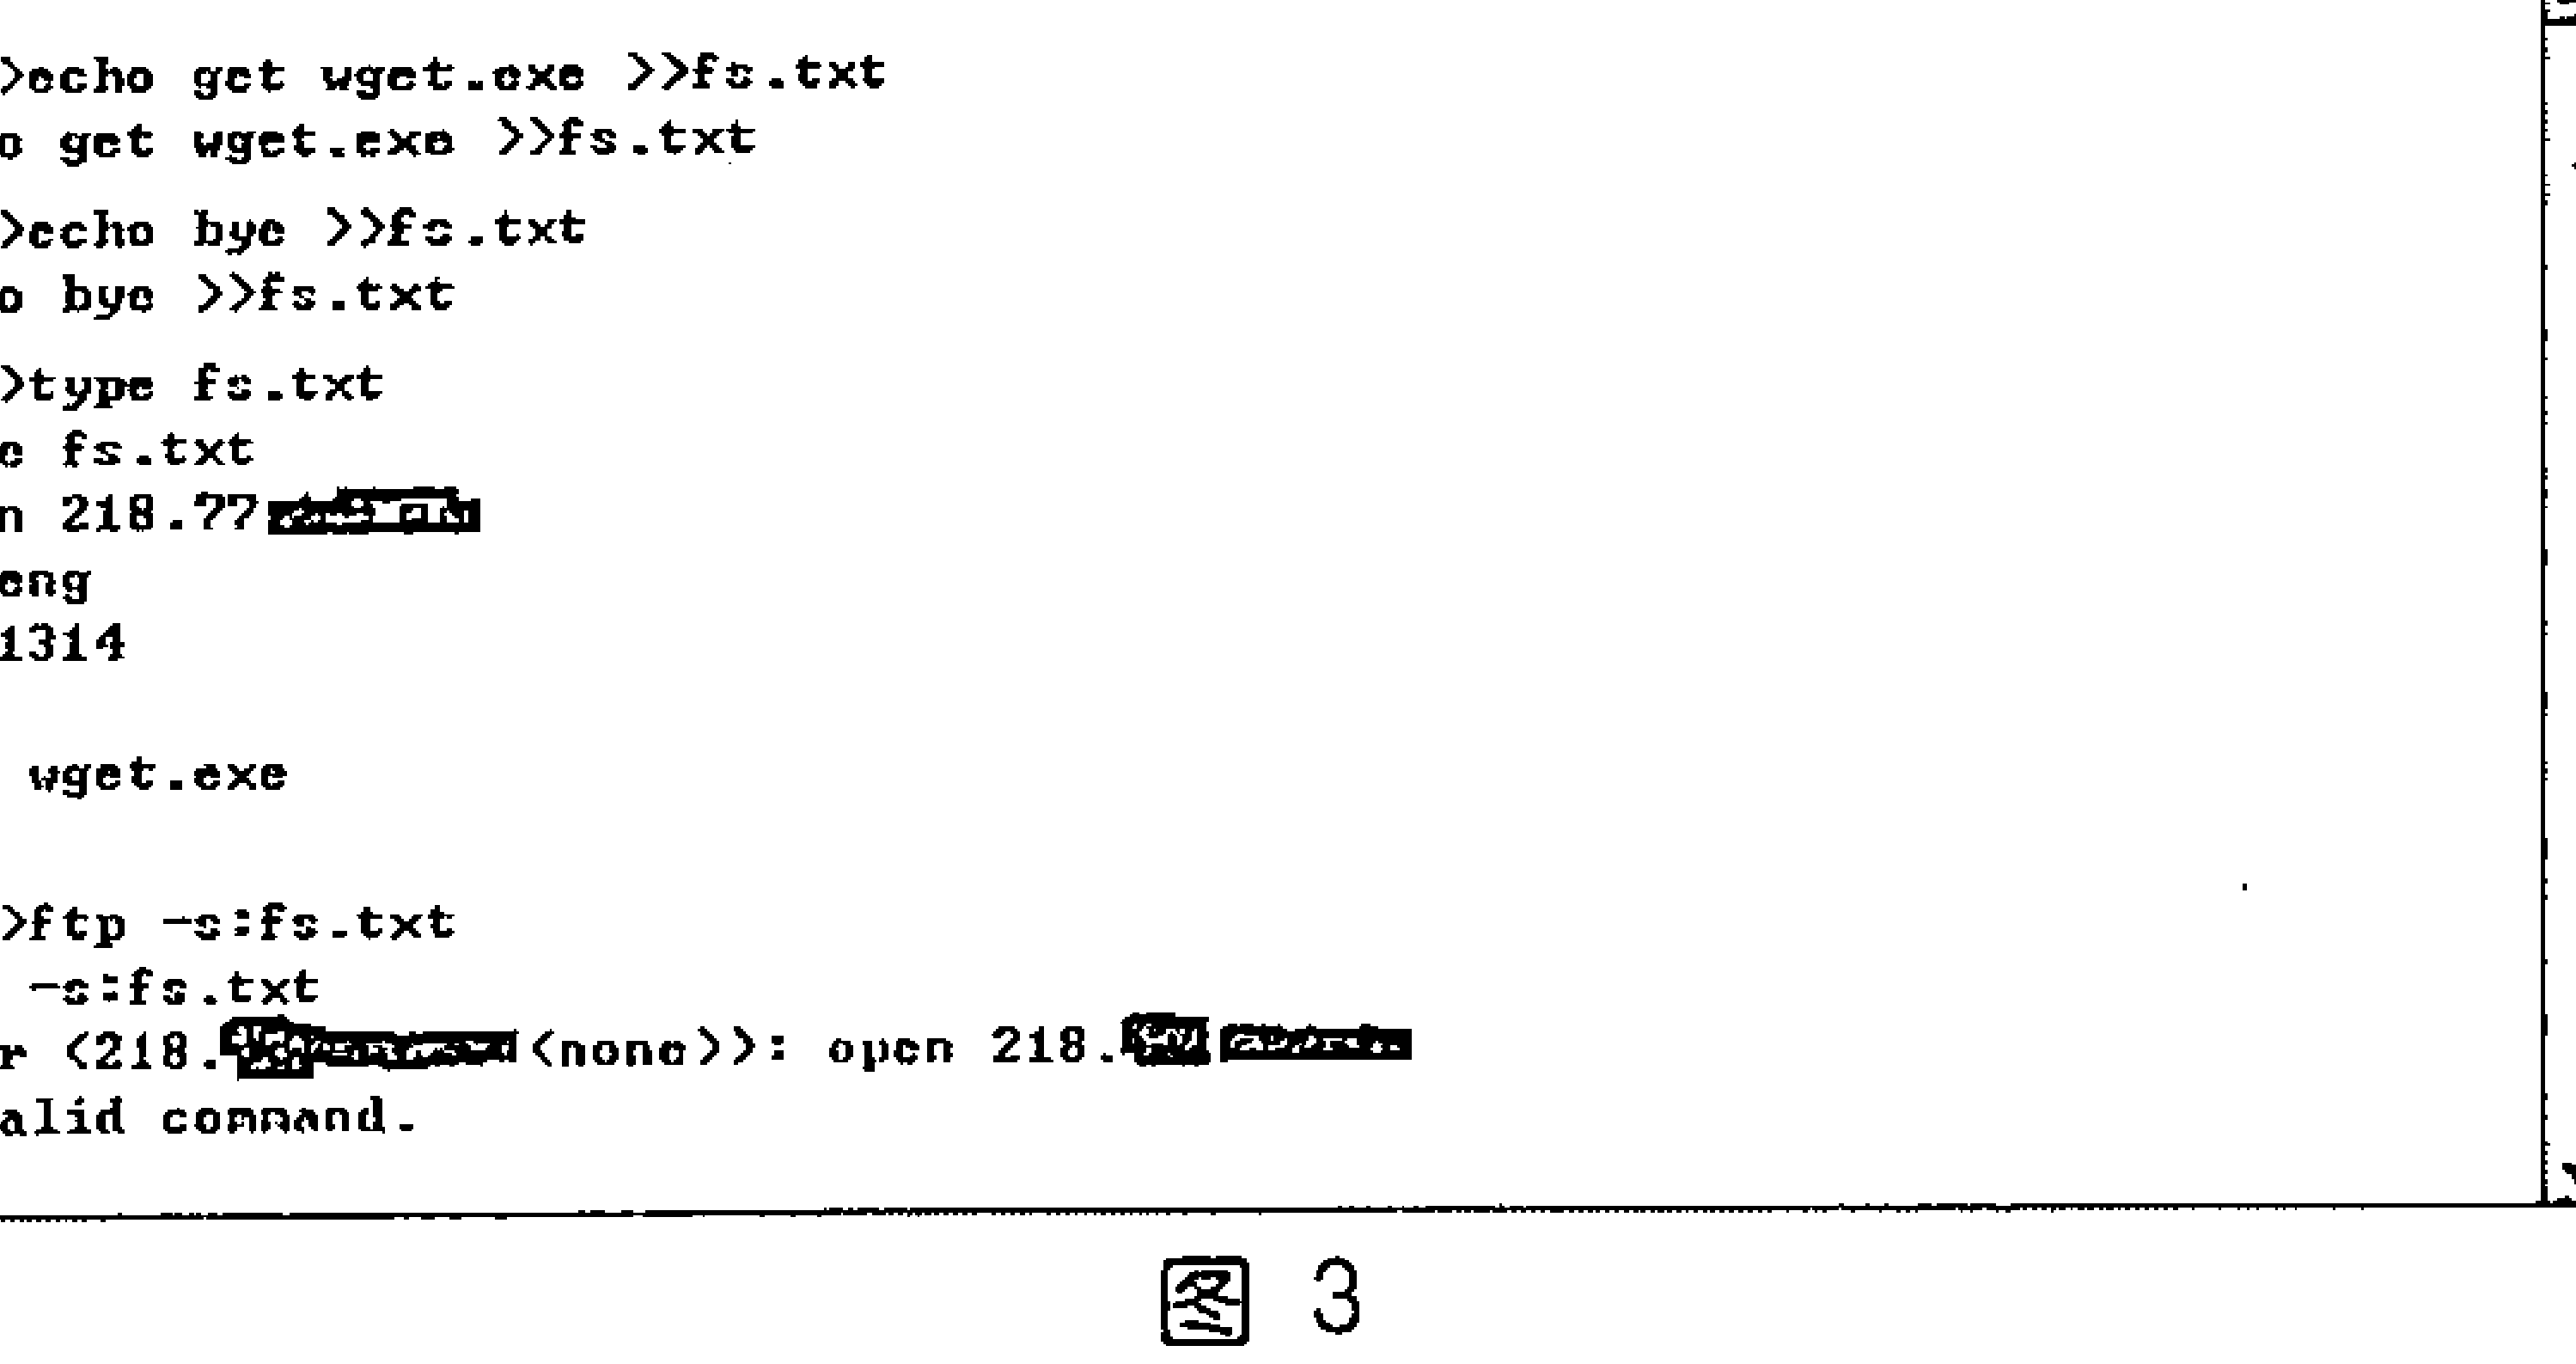 >echo get wget.exe >>fs.txt
o get wget.exe >>fs.txt
>echo bye >>fs.txt
o bye >>fs.txt
>type fs.txt
e fs.txt
n 218.77
eng
1314
wget.exe
>ftp -s:fs.txt
-s:fs.txt
r (218. (none)): open 218.
alid command.
图 3